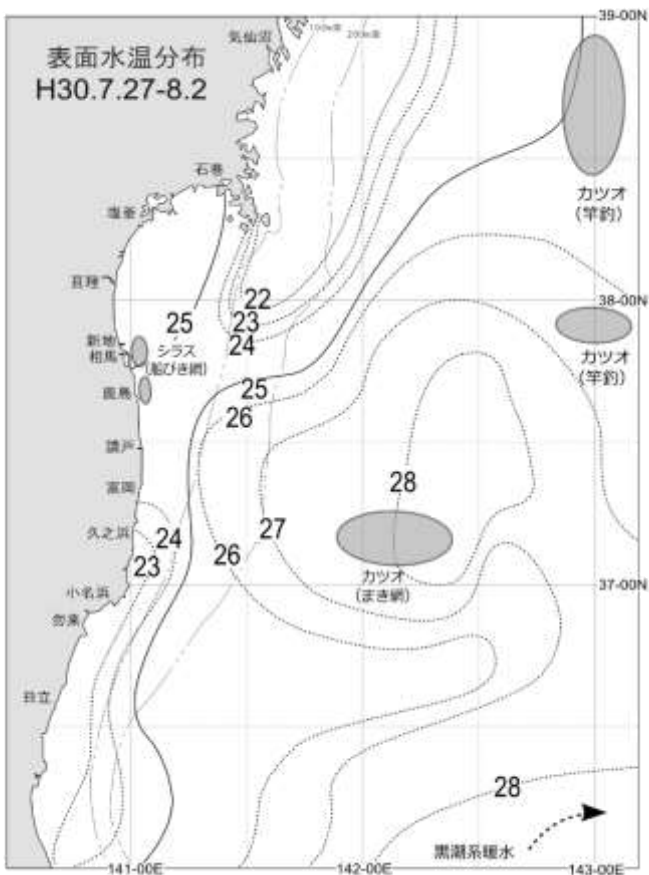 39-00N
気仙沼
100m深
200m深
表面水温分布
H30.7.27-8.2
石巻
カツオ
(竿釣)
塩釜
亘理
22
38-00N
25
23
新地
シラス
24
相馬
(船びき網)
カツオ
(竿釣)
鹿島
25
26
請戸
28
富岡
久之浜
24
27
23
26
カツオ
(まき網)
37-00N
小名浜
勿来
日立
28
黒潮系暖水
141-00E
142-00E
143-00E